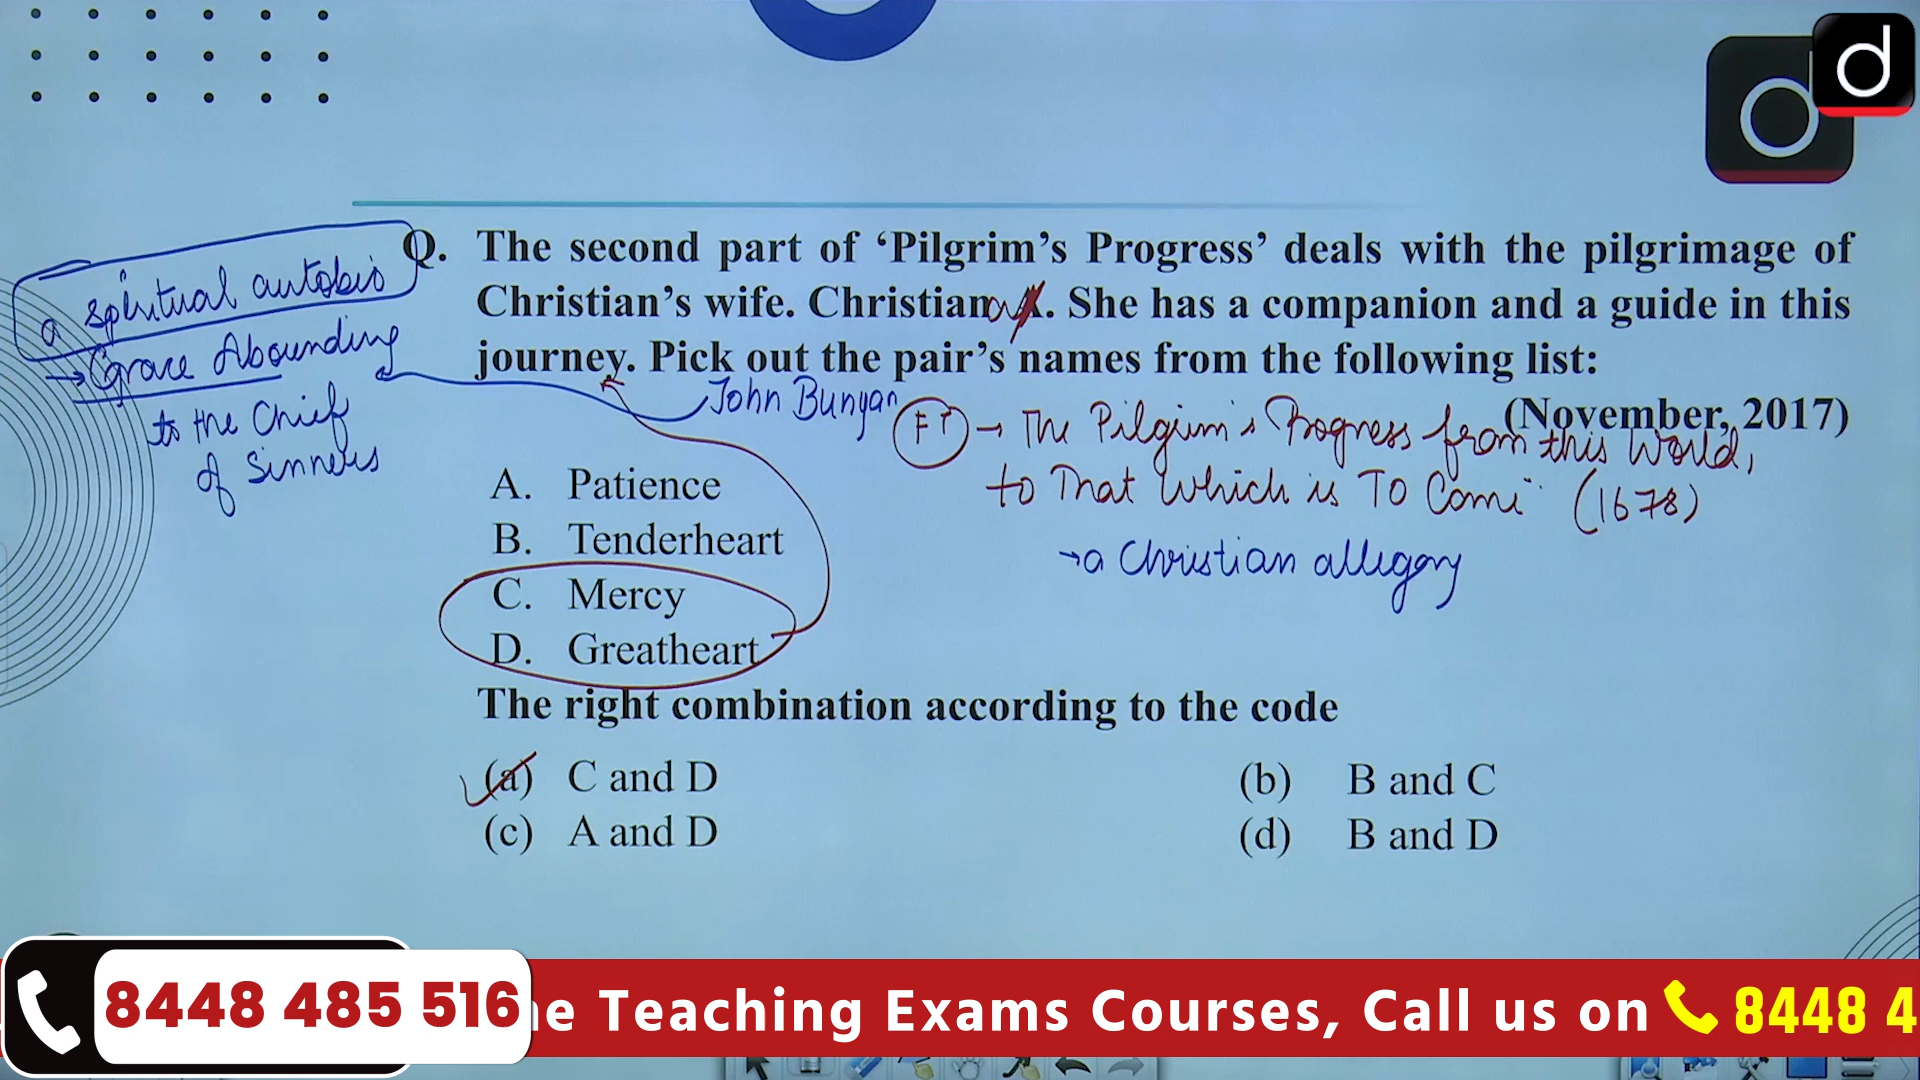 a spiritual autobio
→ Grace Abounding
to the Chief
of Sinners
Q. The second part of ‘Pilgrim’s Progress’ deals with the pilgrimage of
Christian’s wife. Christiana. She has a companion and a guide in this
journey. Pick out the pair’s names from the following list:
John Bunyan
(November, 2017)
FT → The Pilgrim's Progress from this World,
to That Which is To Come" (1678)
→ a Christian allegory
A. Patience
B. Tenderheart
C. Mercy
D. Greatheart
The right combination according to the code
(a) C and D (b) B and C
(c) A and D (d) B and D
8448 485 516 ne Teaching Exams Courses, Call us on 8448 4
d